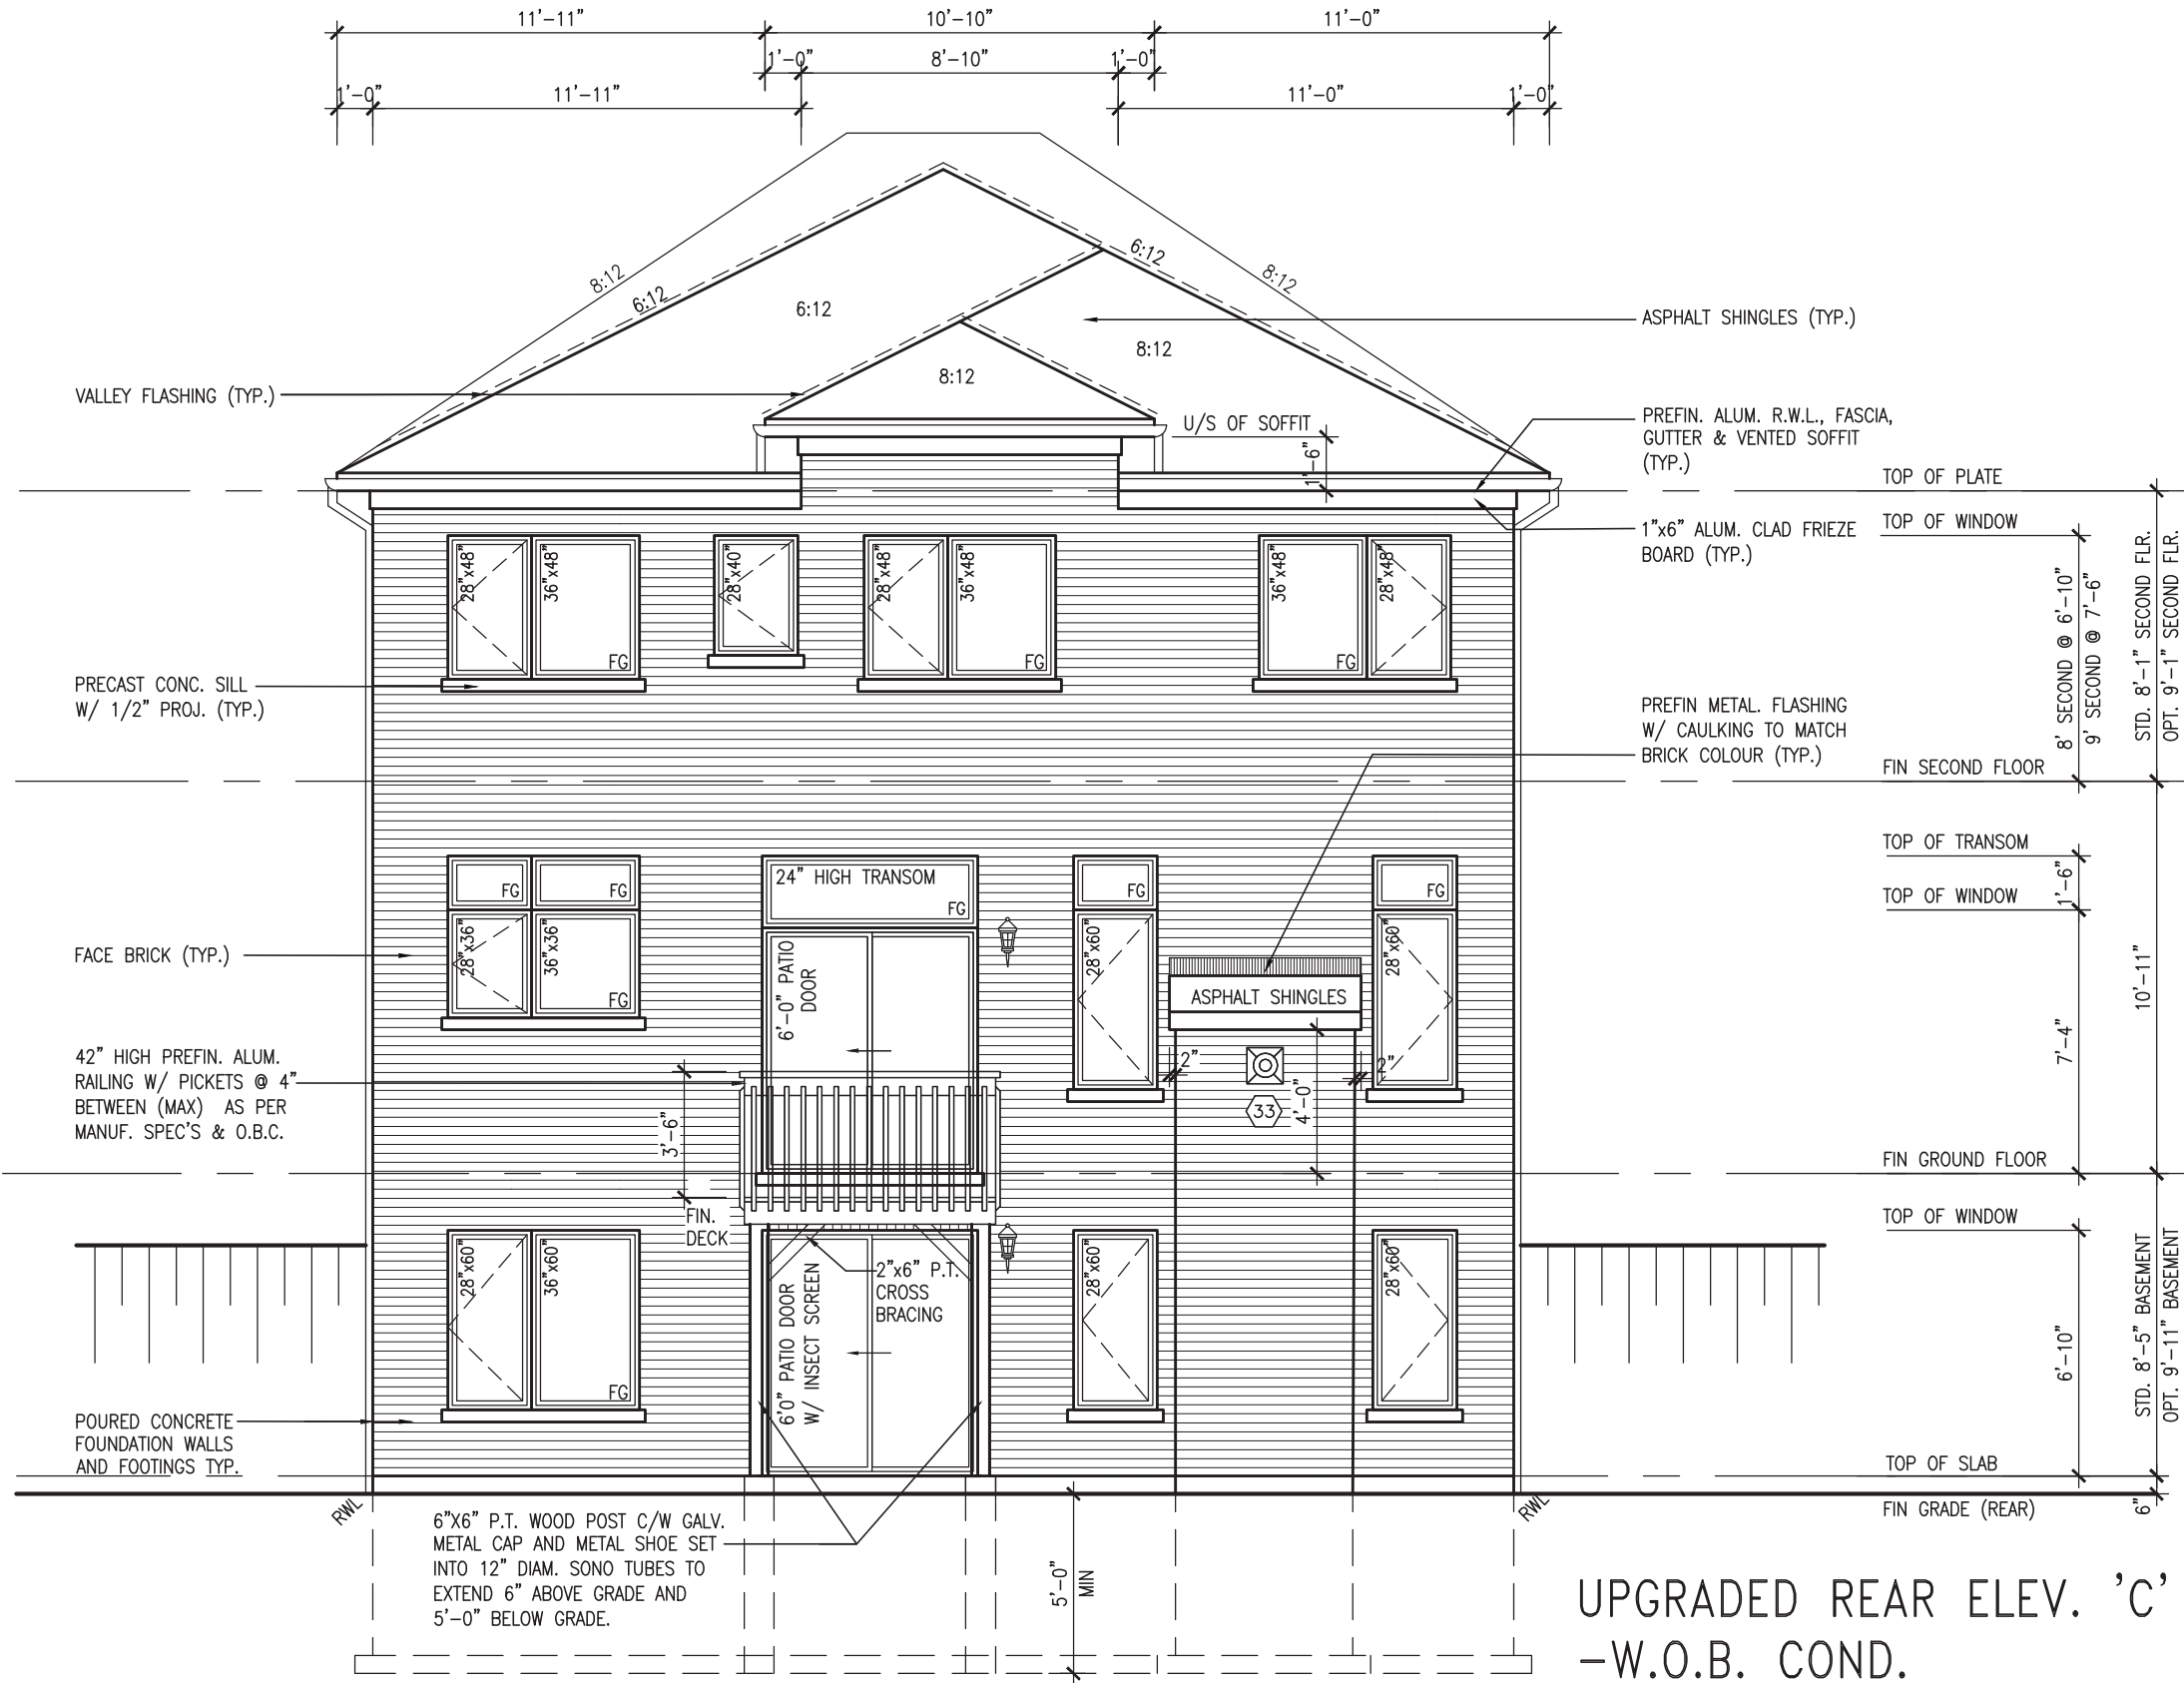 11'-11" 10'-10" 11'-0"
1'-0" 8'-10" 1'-0"
1'-0" 11'-11" 11'-0" 1'-0"
8:12
6:12
6:12
6:12
8:12
8:12
8:12
ASPHALT SHINGLES (TYP.)
VALLEY FLASHING (TYP.)
U/S OF SOFFIT
1'-6"
PREFIN. ALUM. R.W.L., FASCIA,
GUTTER & VENTED SOFFIT
(TYP.)
TOP OF PLATE
TOP OF WINDOW
1"x6" ALUM. CLAD FRIEZE
BOARD (TYP.)
28"x48"
36"x48"
FG
28"x40"
28"x48"
36"x48"
FG
36"x48"
FG
28"x48"
8' SECOND @ 6'-10"
9' SECOND @ 7'-6"
STD. 8'-1" SECOND FLR.
OPT. 9'-1" SECOND FLR.
PRECAST CONC. SILL
W/ 1/2" PROJ. (TYP.)
PREFIN METAL. FLASHING
W/ CAULKING TO MATCH
BRICK COLOUR (TYP.)
FIN SECOND FLOOR
TOP OF TRANSOM
TOP OF WINDOW
1'-6"
10'-11"
7'-4"
FG
FG
28"x36"
36"x36"
FG
24" HIGH TRANSOM
FG
6'-0" PATIO
DOOR
FG
28"x60"
FG
28"x60"
ASPHALT SHINGLES
2"
2"
33
4'-0"
FACE BRICK (TYP.)
42" HIGH PREFIN. ALUM.
RAILING W/ PICKETS @ 4"
BETWEEN (MAX) AS PER
MANUF. SPEC'S & O.B.C.
3'-6"
FIN.
DECK
FIN GROUND FLOOR
TOP OF WINDOW
28"x60"
36"x60"
FG
6'0" PATIO DOOR
W/ INSECT SCREEN
2"x6" P.T.
CROSS
BRACING
28"x60"
28"x60"
6'-10"
STD. 8'-5" BASEMENT
OPT. 9'-11" BASEMENT
POURED CONCRETE
FOUNDATION WALLS
AND FOOTINGS TYP.
TOP OF SLAB
FIN GRADE (REAR)
6"
RWL
RWL
6"X6" P.T. WOOD POST C/W GALV.
METAL CAP AND METAL SHOE SET
INTO 12" DIAM. SONO TUBES TO
EXTEND 6" ABOVE GRADE AND
5'-0" BELOW GRADE.
5'-0"
MIN
UPGRADED REAR ELEV. 'C'
-W.O.B. COND.